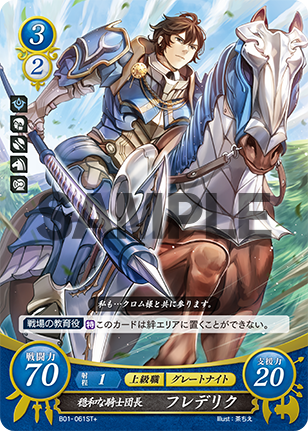 3
2
SAMPLE
私も…クロム様と共に参ります。
戦場の教育役 特 このカードは絆エリアに置くことができない。
戦闘力 70
射程 1 上級職 グレートナイト
支援力 20
穏和な騎士団長 フレデリク
B01-061ST+ Illust：茶ちえ